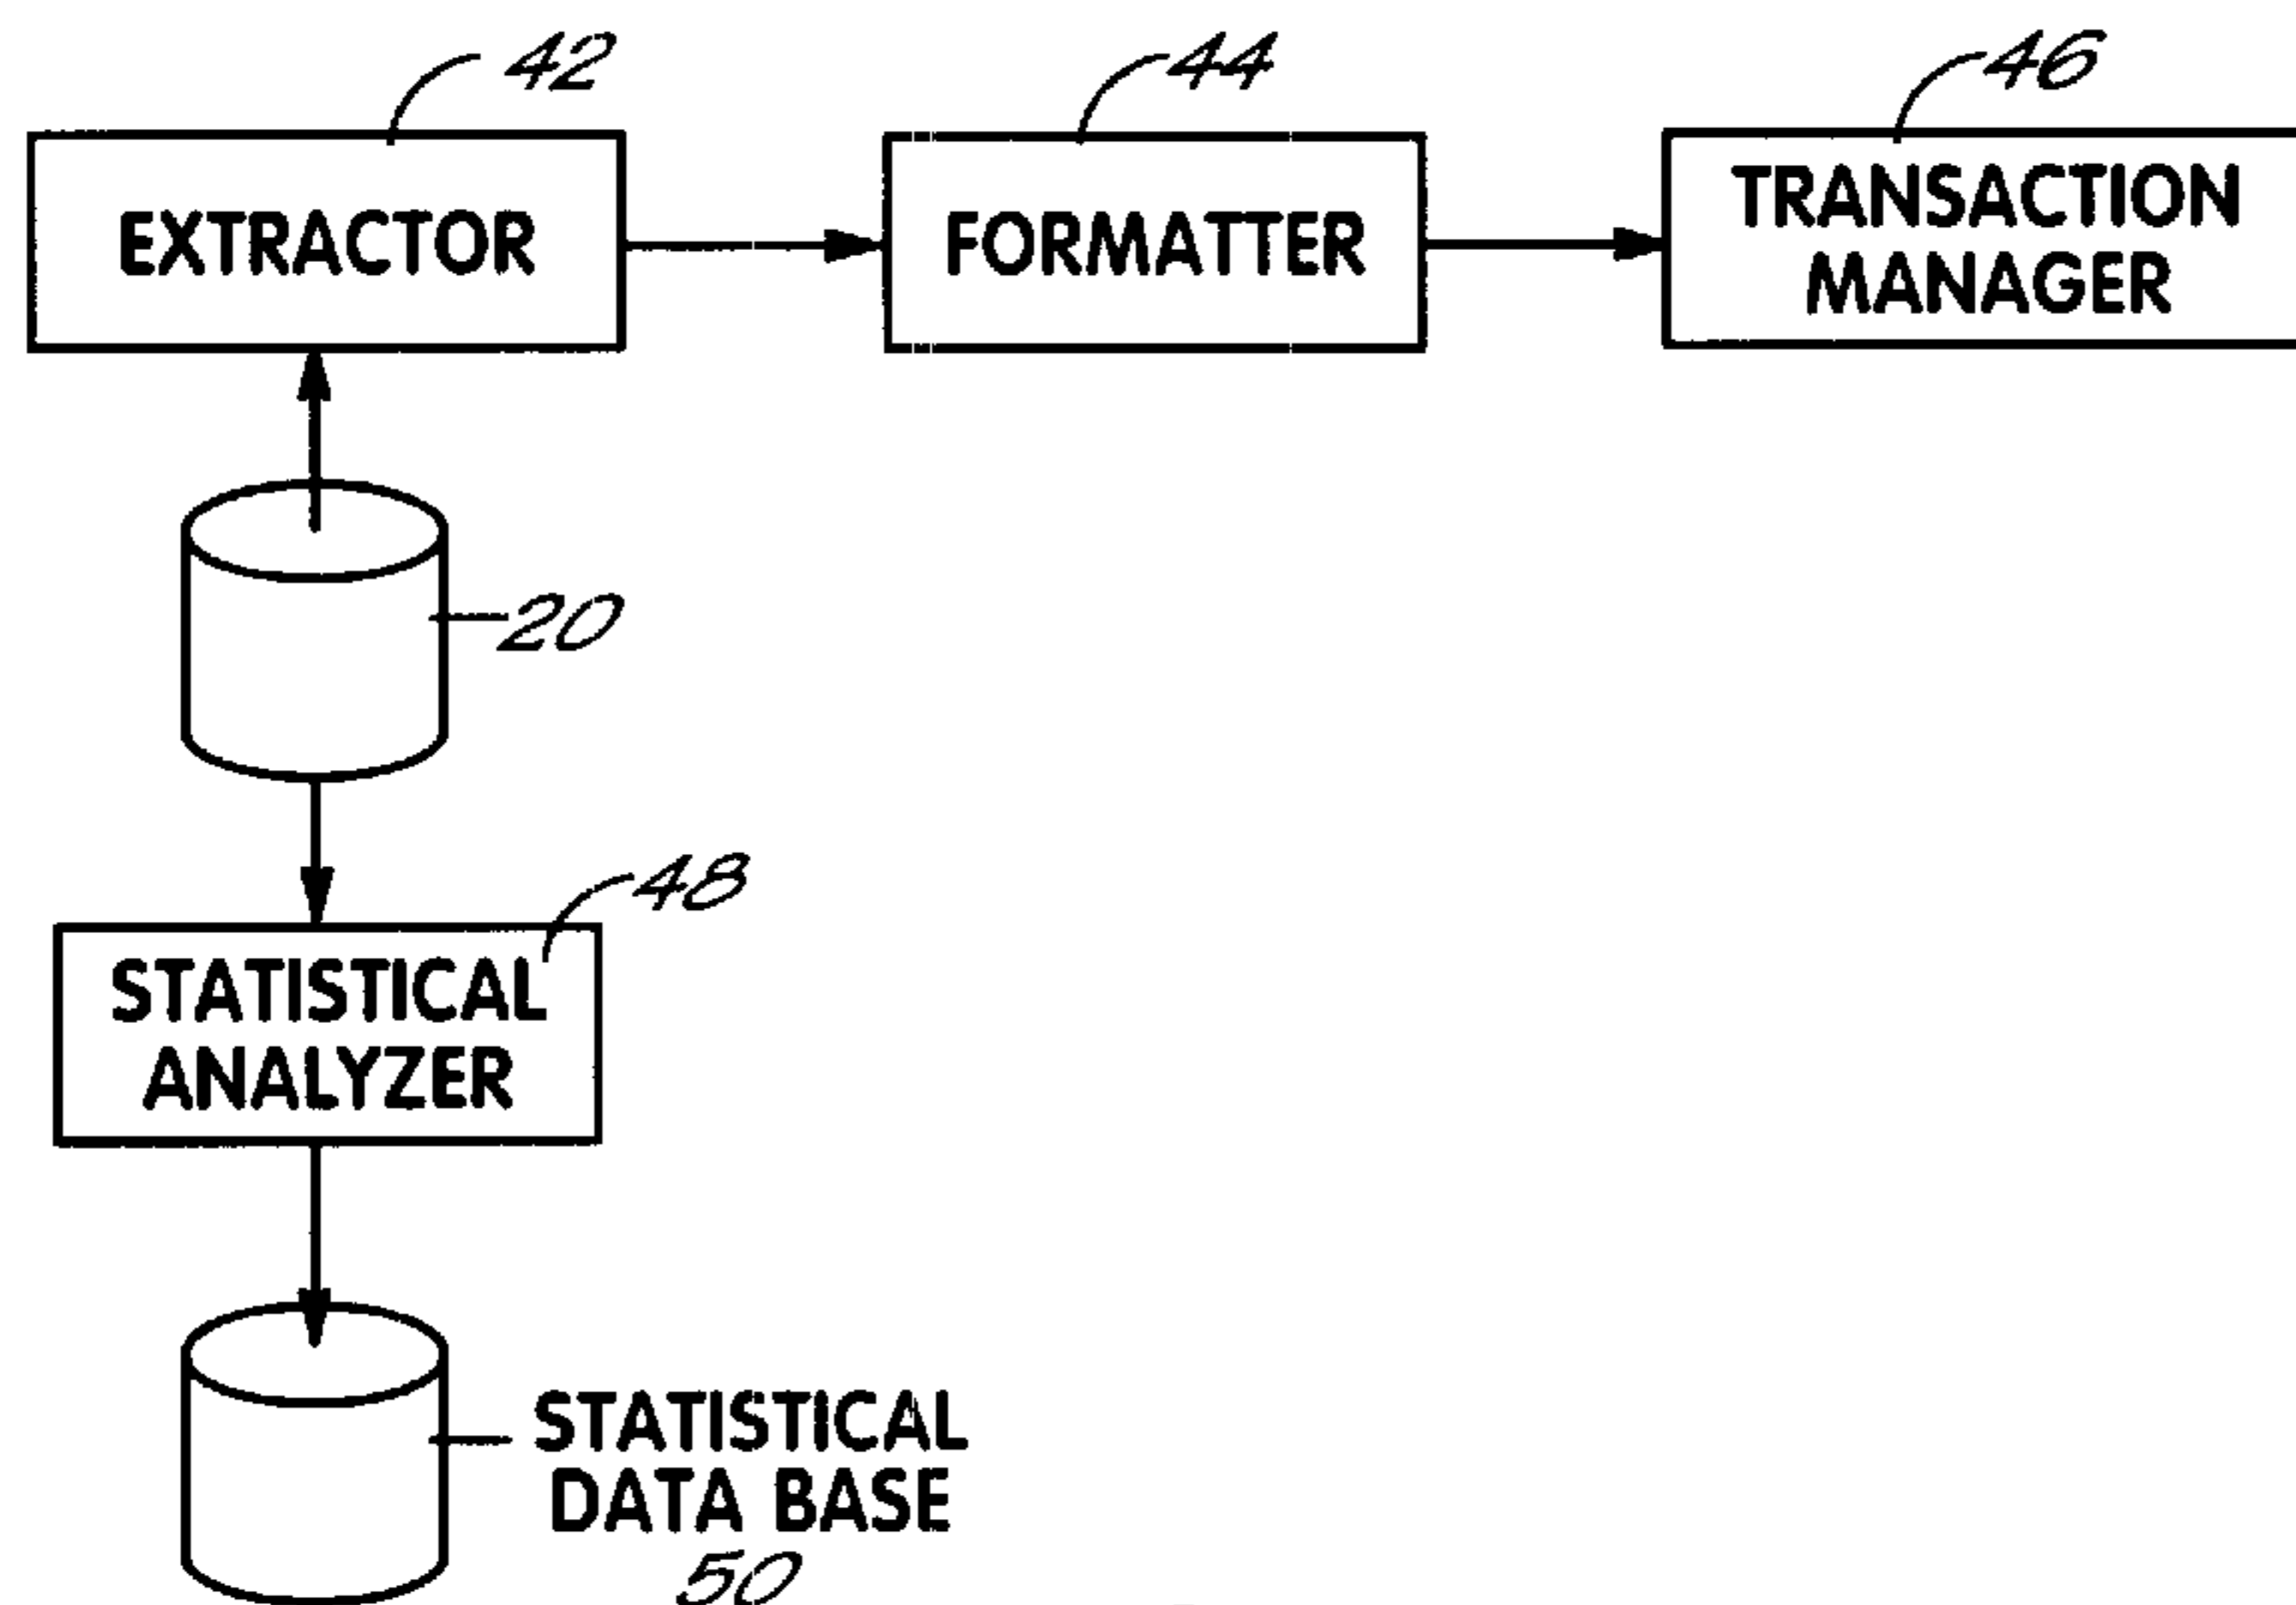 42
44
46
EXTRACTOR
FORMATTER
TRANSACTION
MANAGER
20
48
STATISTICAL
ANALYZER
STATISTICAL
DATA BASE
50